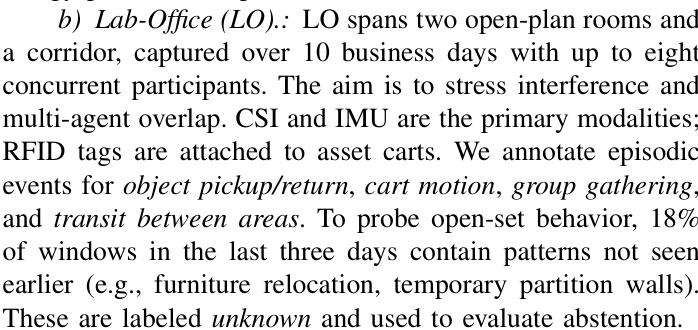 b) Lab-Office (LO).: LO spans two open-plan rooms and
a corridor, captured over 10 business days with up to eight
concurrent participants. The aim is to stress interference and
multi-agent overlap. CSI and IMU are the primary modalities;
RFID tags are attached to asset carts. We annotate episodic
events for object pickup/return, cart motion, group gathering,
and transit between areas. To probe open-set behavior, 18%
of windows in the last three days contain patterns not seen
earlier (e.g., furniture relocation, temporary partition walls).
These are labeled unknown and used to evaluate abstention.